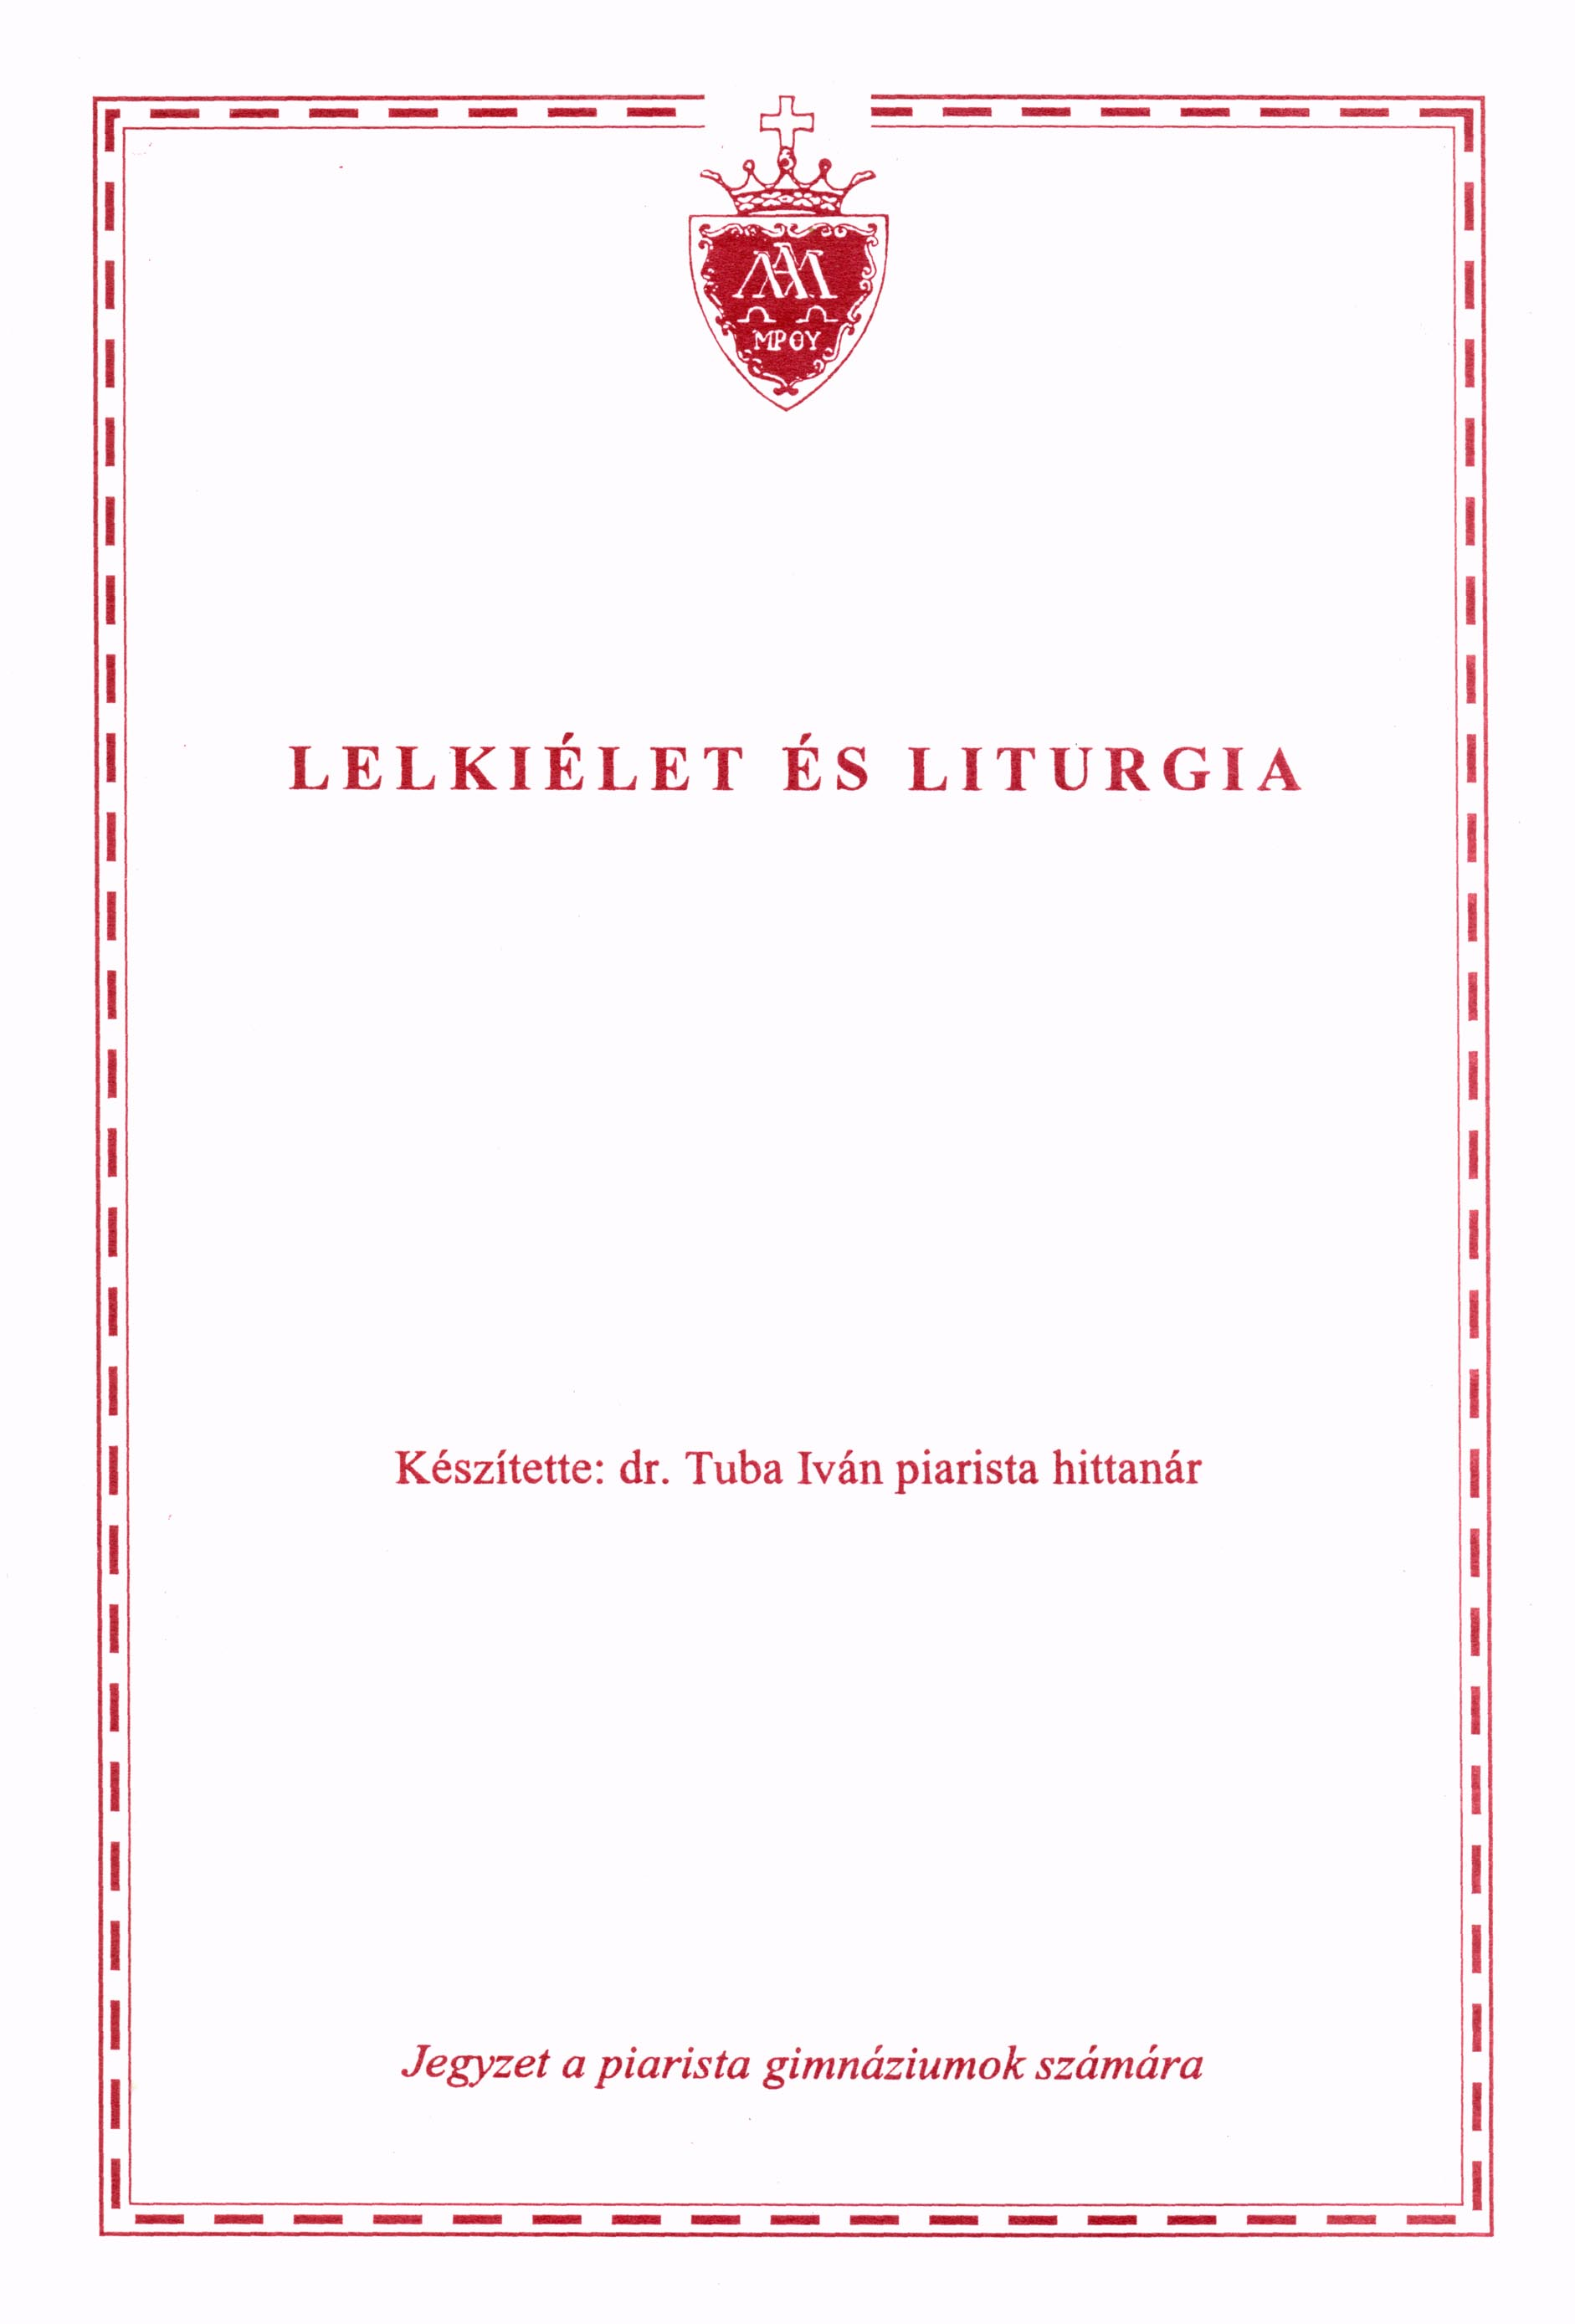 ΜΡΘΥ
LELKIÉLET ÉS LITURGIA
Készítette: dr. Tuba Iván piarista hittanár
Jegyzet a piarista gimnáziumok számára